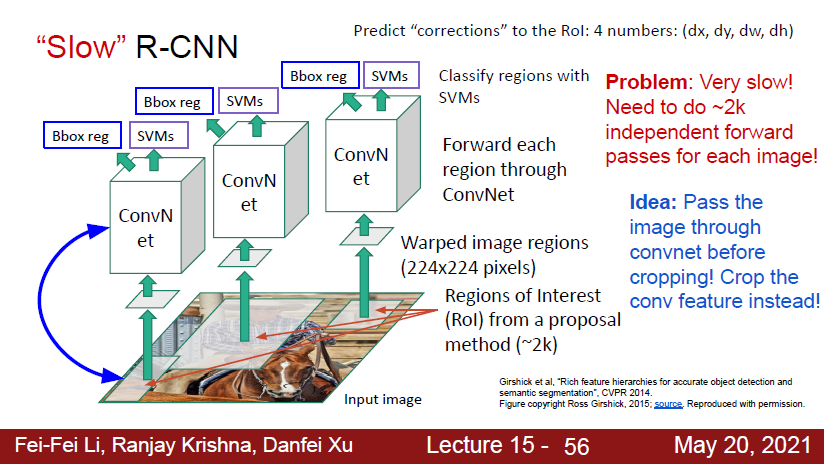 “Slow” R-CNN
Predict “corrections” to the RoI: 4 numbers: (dx, dy, dw, dh)
Bbox reg
SVMs
Bbox reg
SVMs
Bbox reg
SVMs
Classify regions with
SVMs
ConvN
et
ConvN
et
ConvN
et
Forward each
region through
ConvNet
Warped image regions
(224x224 pixels)
Regions of Interest
(RoI) from a proposal
method (~2k)
Input image
Problem: Very slow!
Need to do ~2k
independent forward
passes for each image!
Idea: Pass the
image through
convnet before
cropping! Crop the
conv feature instead!
Girshick et al, “Rich feature hierarchies for accurate object detection and
semantic segmentation”, CVPR 2014.
Figure copyright Ross Girshick, 2015; source. Reproduced with permission.
Fei-Fei Li, Ranjay Krishna, Danfei Xu
Lecture 15 - 56
May 20, 2021